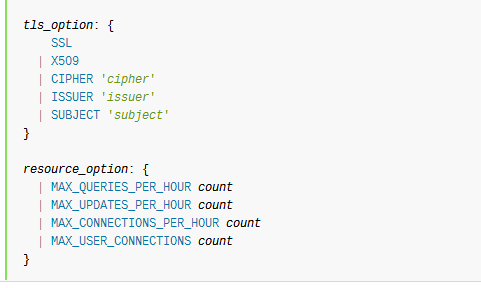 tls_option: {
SSL
| X509
| CIPHER 'cipher'
| ISSUER 'issuer'
| SUBJECT 'subject'
}
resource_option: {
| MAX_QUERIES_PER_HOUR count
| MAX_UPDATES_PER_HOUR count
| MAX_CONNECTIONS_PER_HOUR count
| MAX_USER_CONNECTIONS count
}